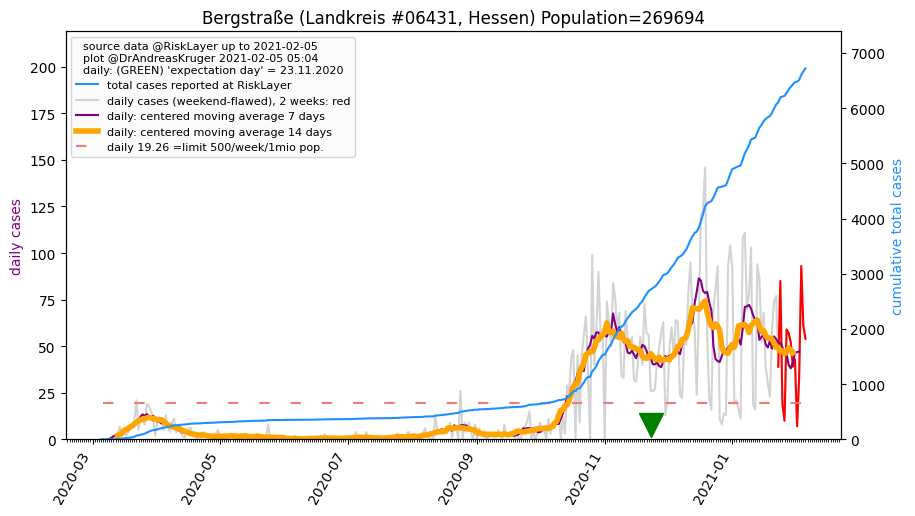 Bergstraße (Landkreis #06431, Hessen) Population=269694
source data @RiskLayer up to 2021-02-05
plot @DrAndreasKruger 2021-02-05 05:04
daily: (GREEN) 'expectation day' = 23.11.2020
total cases reported at RiskLayer
daily cases (weekend-flawed), 2 weeks: red
daily: centered moving average 7 days
daily: centered moving average 14 days
daily 19.26 =limit 500/week/1mio pop.
daily cases
200
175
150
125
100
75
50
25
0
7000
6000
5000
4000
3000
2000
1000
0
cumulative total cases
2020-03
2020-05
2020-07
2020-09
2020-11
2021-01